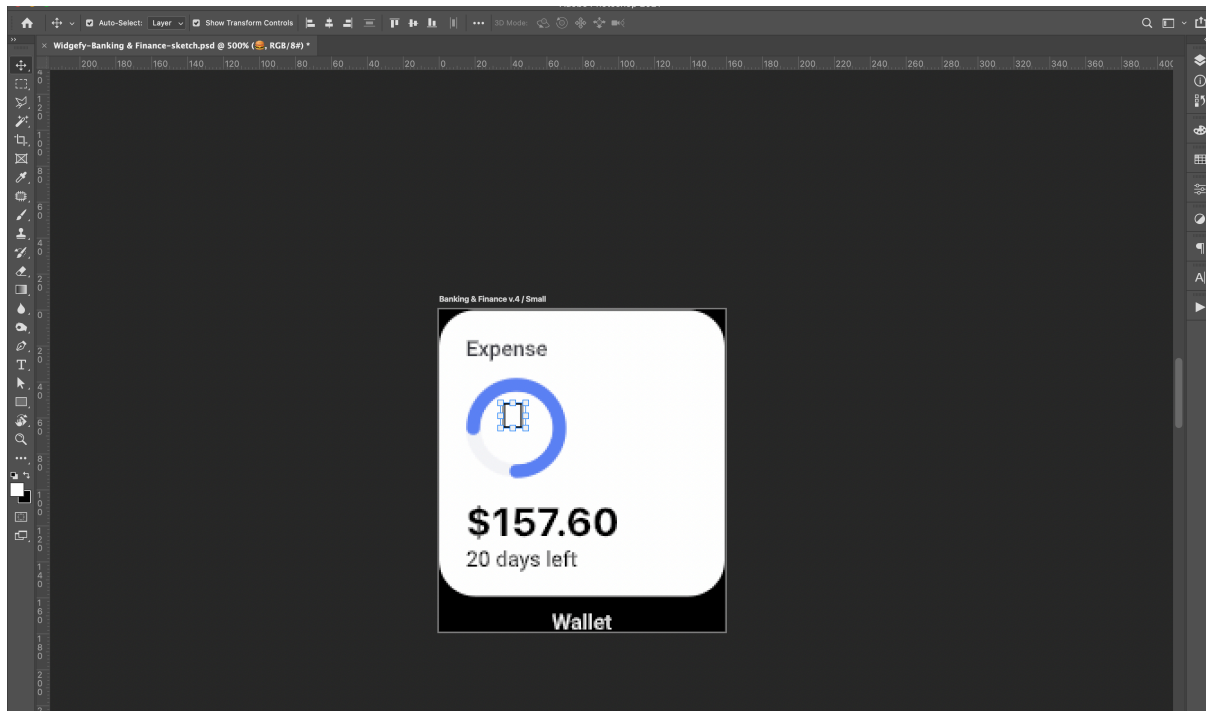 Auto-Select: Layer Show Transform Controls 3D Mode:
Widgefy-Banking & Finance-sketch.psd @ 500% (🍔, RGB/8#) *
200 180 160 140 120 100 80 60 40 20 0 20 40 60 80 100 120 140 160 180 200 220 240 260 280 300 320 340 360 380 400
Banking & Finance v.4 / Small
Expense
$157.60
20 days left
Wallet